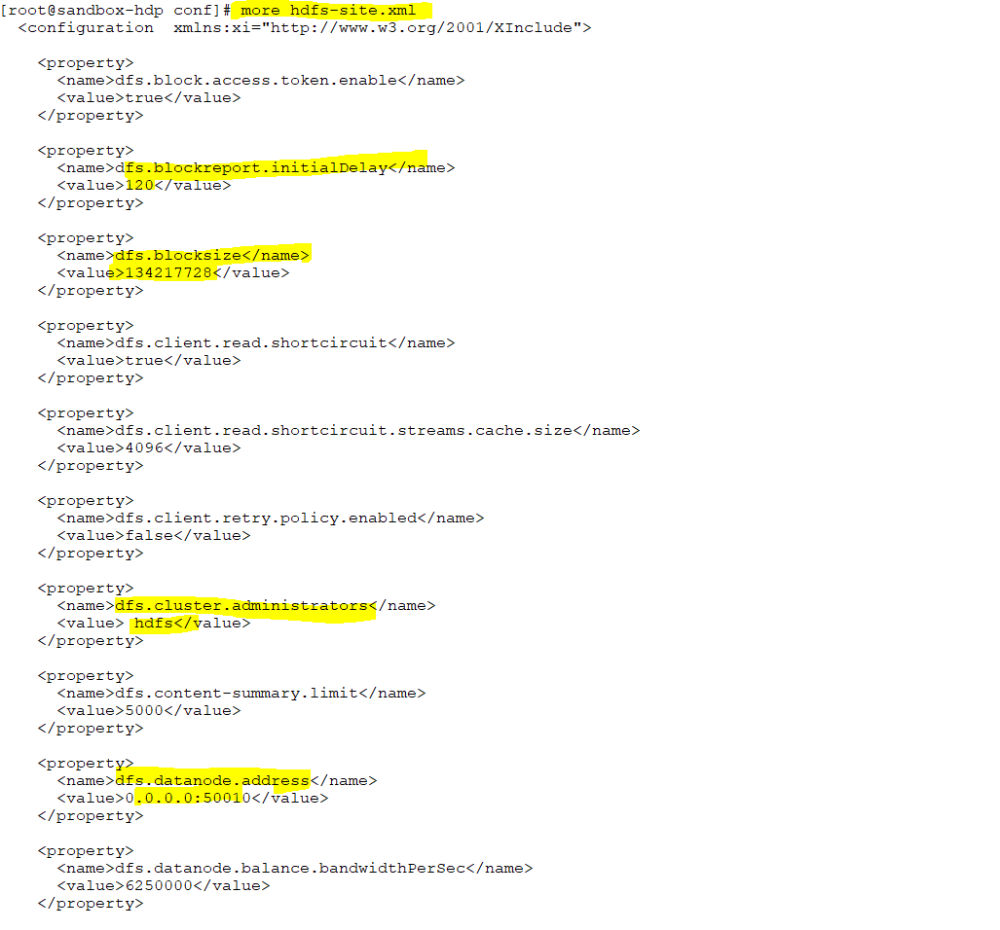 [root@sandbox-hdp conf]# more hdfs-site.xml
<configuration  xmlns:xi="http://www.w3.org/2001/XInclude">
<property>
<name>dfs.block.access.token.enable</name>
<value>true</value>
</property>
<property>
<name>dfs.blockreport.initialDelay</name>
<value>120</value>
</property>
<property>
<name>dfs.blocksize</name>
<value>134217728</value>
</property>
<property>
<name>dfs.client.read.shortcircuit</name>
<value>true</value>
</property>
<property>
<name>dfs.client.read.shortcircuit.streams.cache.size</name>
<value>4096</value>
</property>
<property>
<name>dfs.client.retry.policy.enabled</name>
<value>false</value>
</property>
<property>
<name>dfs.cluster.administrators</name>
<value> hdfs</value>
</property>
<property>
<name>dfs.content-summary.limit</name>
<value>5000</value>
</property>
<property>
<name>dfs.datanode.address</name>
<value>0.0.0.0:50010</value>
</property>
<property>
<name>dfs.datanode.balance.bandwidthPerSec</name>
<value>6250000</value>
</property>